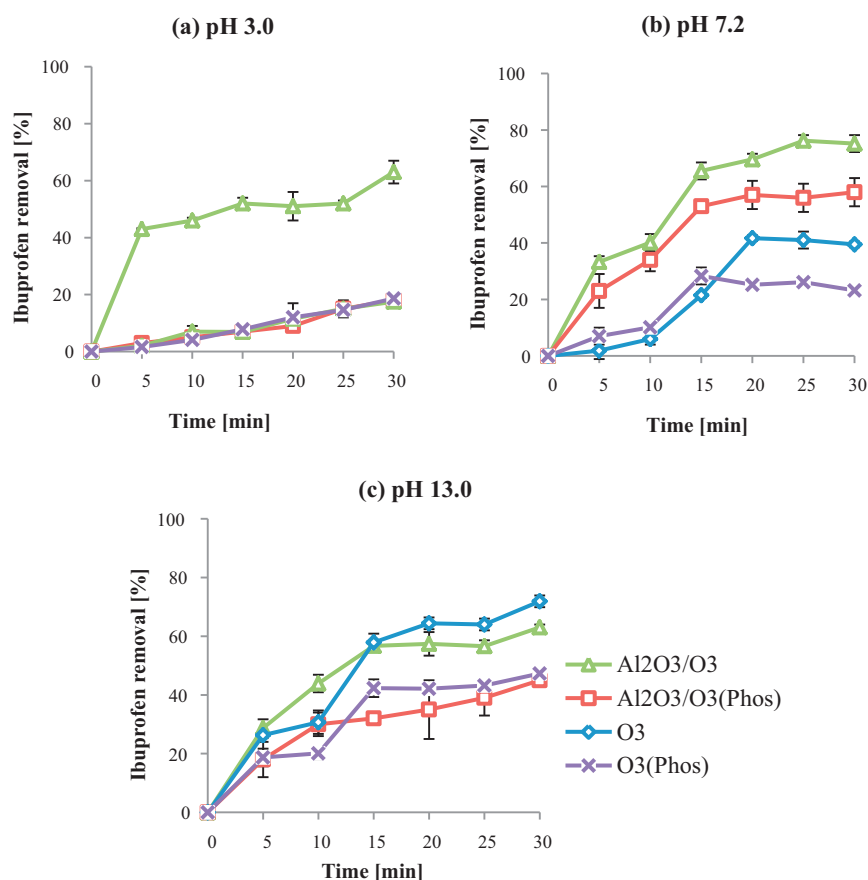 (a) pH 3.0
Ibuprofen removal [%]
100
80
60
40
20
0
0 5 10 15 20 25 30
Time [min]
(b) pH 7.2
Ibuprofen removal [%]
100
80
60
40
20
0
0 5 10 15 20 25 30
Time [min]
(c) pH 13.0
Ibuprofen removal [%]
100
80
60
40
20
0
0 5 10 15 20 25 30
Time [min]
Al2O3/O3
Al2O3/O3(Phos)
O3
O3(Phos)